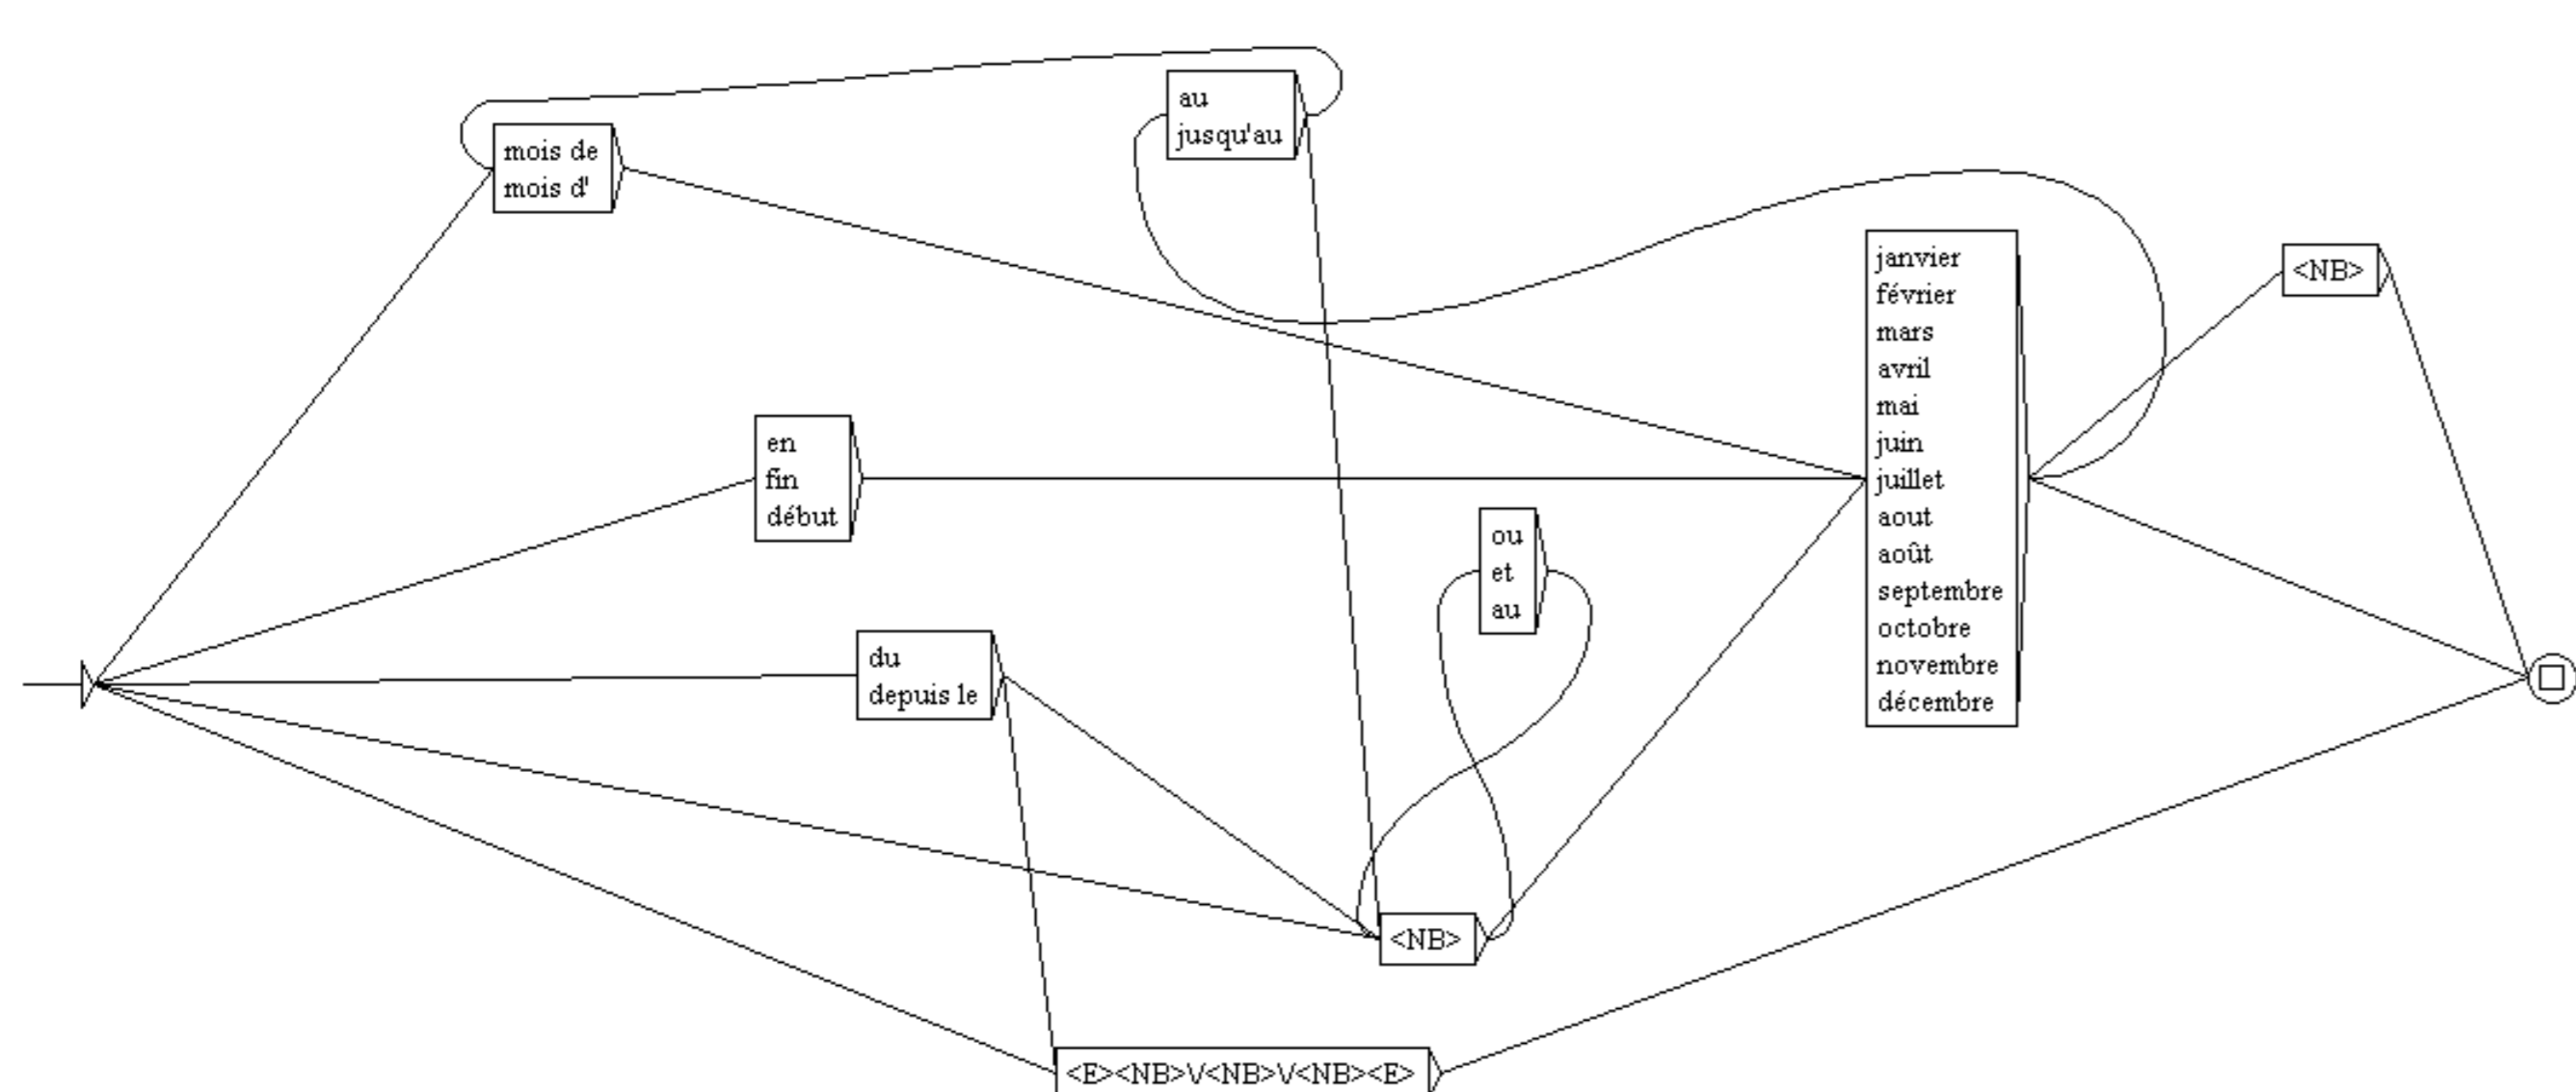 au
jusqu'au
mois de
mois d'
janvier
février
mars
avril
mai
juin
juillet
aout
août
septembre
octobre
novembre
décembre
<NB>
en
fin
début
ou
et
au
du
depuis le
<NB>
<E><NB>\/<NB>\/<NB><E>